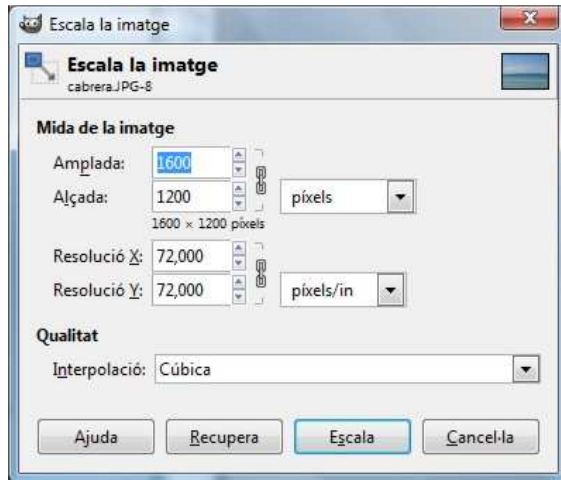 Escala la imatge
Escala la imatge
cabrera.JPG-8
Mida de la imatge
Amplada: 1600
Alçada: 1200 píxels
1600 × 1200 píxels
Resolució X: 72,000
Resolució Y: 72,000 píxels/in
Qualitat
Interpolació: Cúbica
Ajuda Recupera Escala Cancel·la